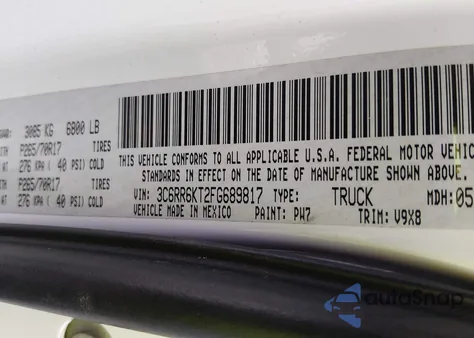 3085 KG 6800 LB
P265/70R17 TIRES
276 KPA ( 40 PSI) COLD
P265/70R17 TIRES
276 KPA ( 40 PSI) COLD
THIS VEHICLE CONFORMS TO ALL APPLICABLE U.S.A. FEDERAL MOTOR
STANDARDS IN EFFECT ON THE DATE OF MANUFACTURE SHOWN ABOVE.
VIN: 3C6RR6KT2FG689817 TYPE: TRUCK MDH: 05
VEHICLE MADE IN MEXICO PAINT: PW7 TRIM: V9X8
autoSnap